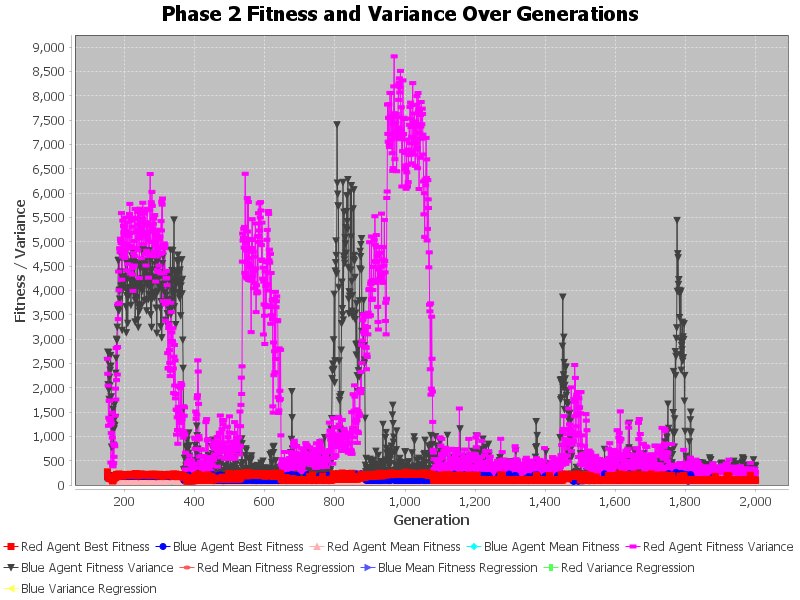 Phase 2 Fitness and Variance Over Generations
9,000
8,500
8,000
7,500
7,000
6,500
6,000
5,500
5,000
4,500
4,000
3,500
3,000
2,500
2,000
1,500
1,000
500
0
Fitness / Variance
200 400 600 800 1,000 1,200 1,400 1,600 1,800 2,000
Generation
Red Agent Best Fitness Blue Agent Best Fitness Red Agent Mean Fitness Blue Agent Mean Fitness Red Agent Fitness Variance
Blue Agent Fitness Variance Red Mean Fitness Regression Blue Mean Fitness Regression Red Variance Regression
Blue Variance Regression